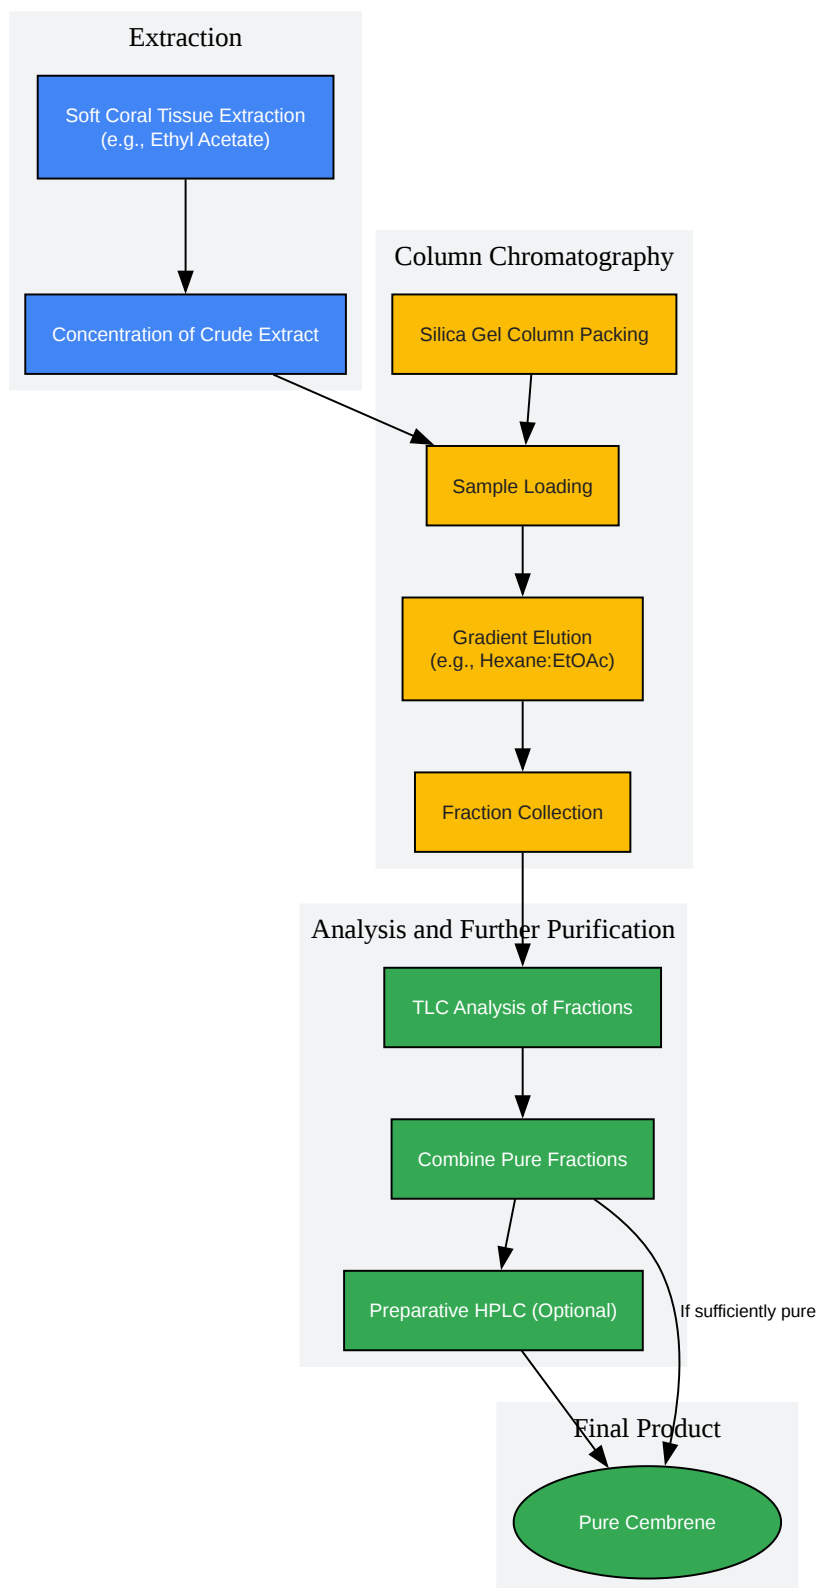 Extraction
Soft Coral Tissue Extraction
(e.g., Ethyl Acetate)
Concentration of Crude Extract
Column Chromatography
Silica Gel Column Packing
Sample Loading
Gradient Elution
(e.g., Hexane:EtOAc)
Fraction Collection
Analysis and Further Purification
TLC Analysis of Fractions
Combine Pure Fractions
Preparative HPLC (Optional)
If sufficiently pure
Final Product
Pure Cembrene